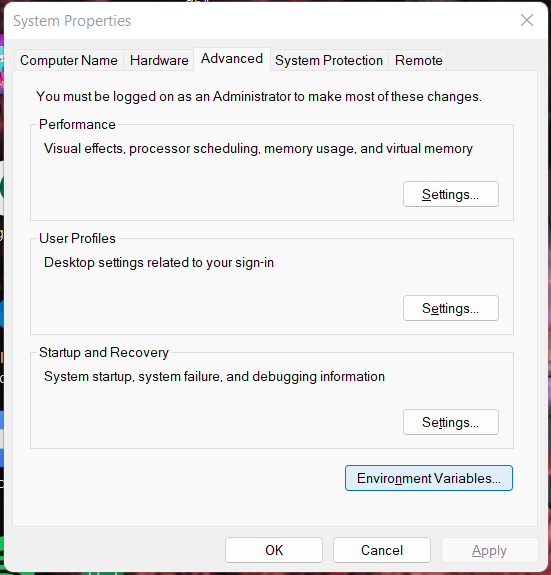 System Properties
Computer Name
Hardware
Advanced
System Protection
Remote
You must be logged on as an Administrator to make most of these changes.
Performance
Visual effects, processor scheduling, memory usage, and virtual memory
Settings...
User Profiles
Desktop settings related to your sign-in
Settings...
Startup and Recovery
System startup, system failure, and debugging information
Settings...
Environment Variables...
OK
Cancel
Apply